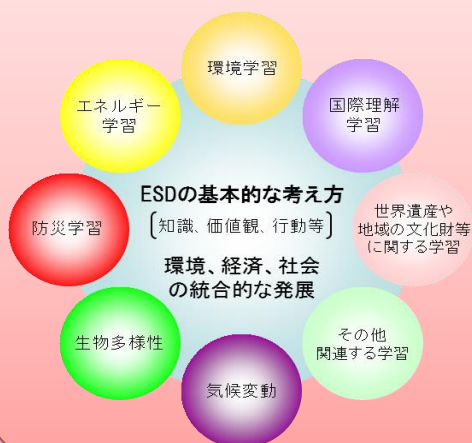 環境学習
エネルギー
学習
国際理解
学習
ESDの基本的な考え方
[知識、価値観、行動等]
環境、経済、社会
の統合的な発展
防災学習
世界遺産や
地域の文化財等
に関する学習
生物多様性
その他
関連する学習
気候変動